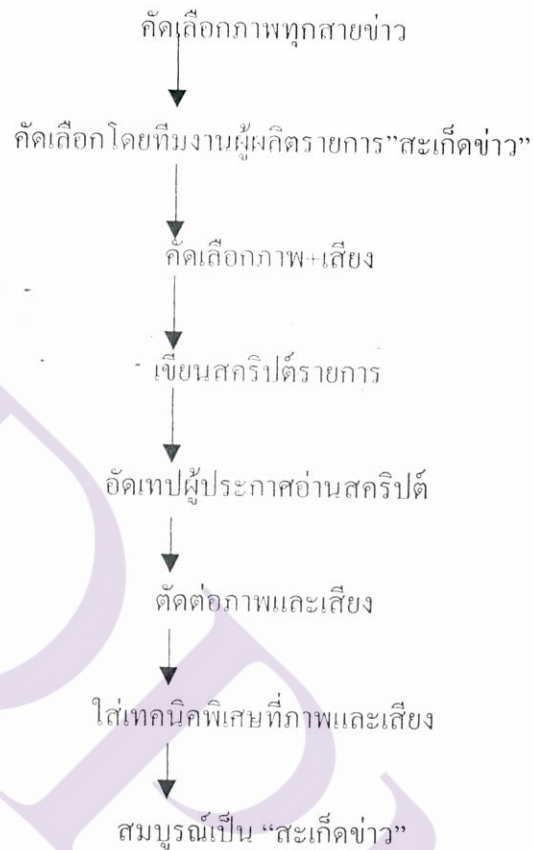 คัดเลือกภาพทุกสายข่าว
คัดเลือกโดยทีมงานผู้ผลิตรายการ”สะเก็ดข่าว”
คัดเลือกภาพ+เสียง
เขียนสคริปต์รายการ
อัดเทปผู้ประกาศอ่านสคริปต์
ตัดต่อภาพและเสียง
ใส่เทคนิคพิเศษที่ภาพและเสียง
สมบูรณ์เป็น “สะเก็ดข่าว”